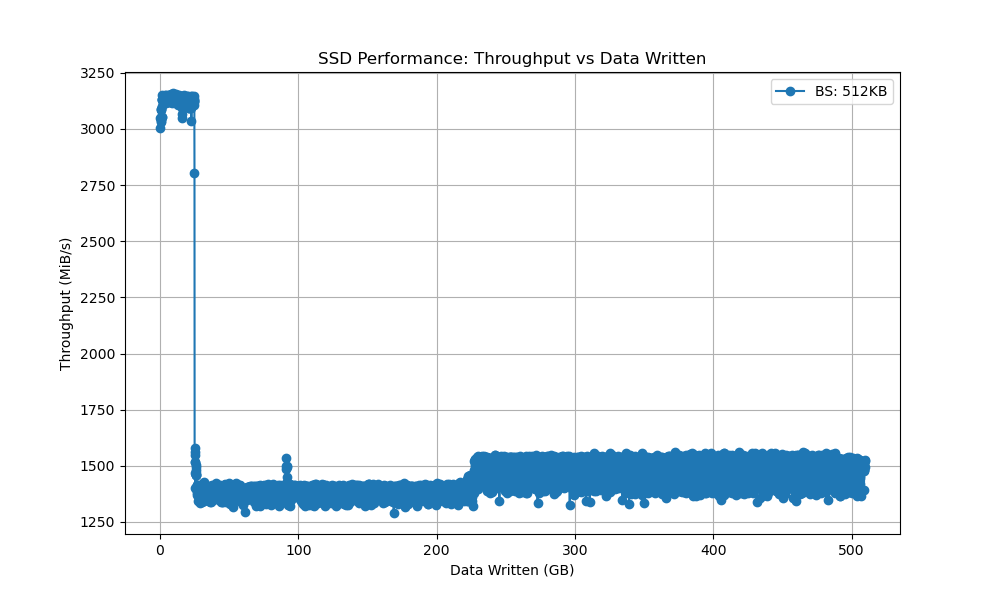 SSD Performance: Throughput vs Data Written
BS: 512KB
Throughput (MiB/s)
3250
3000
2750
2500
2250
2000
1750
1500
1250
0 100 200 300 400 500
Data Written (GB)